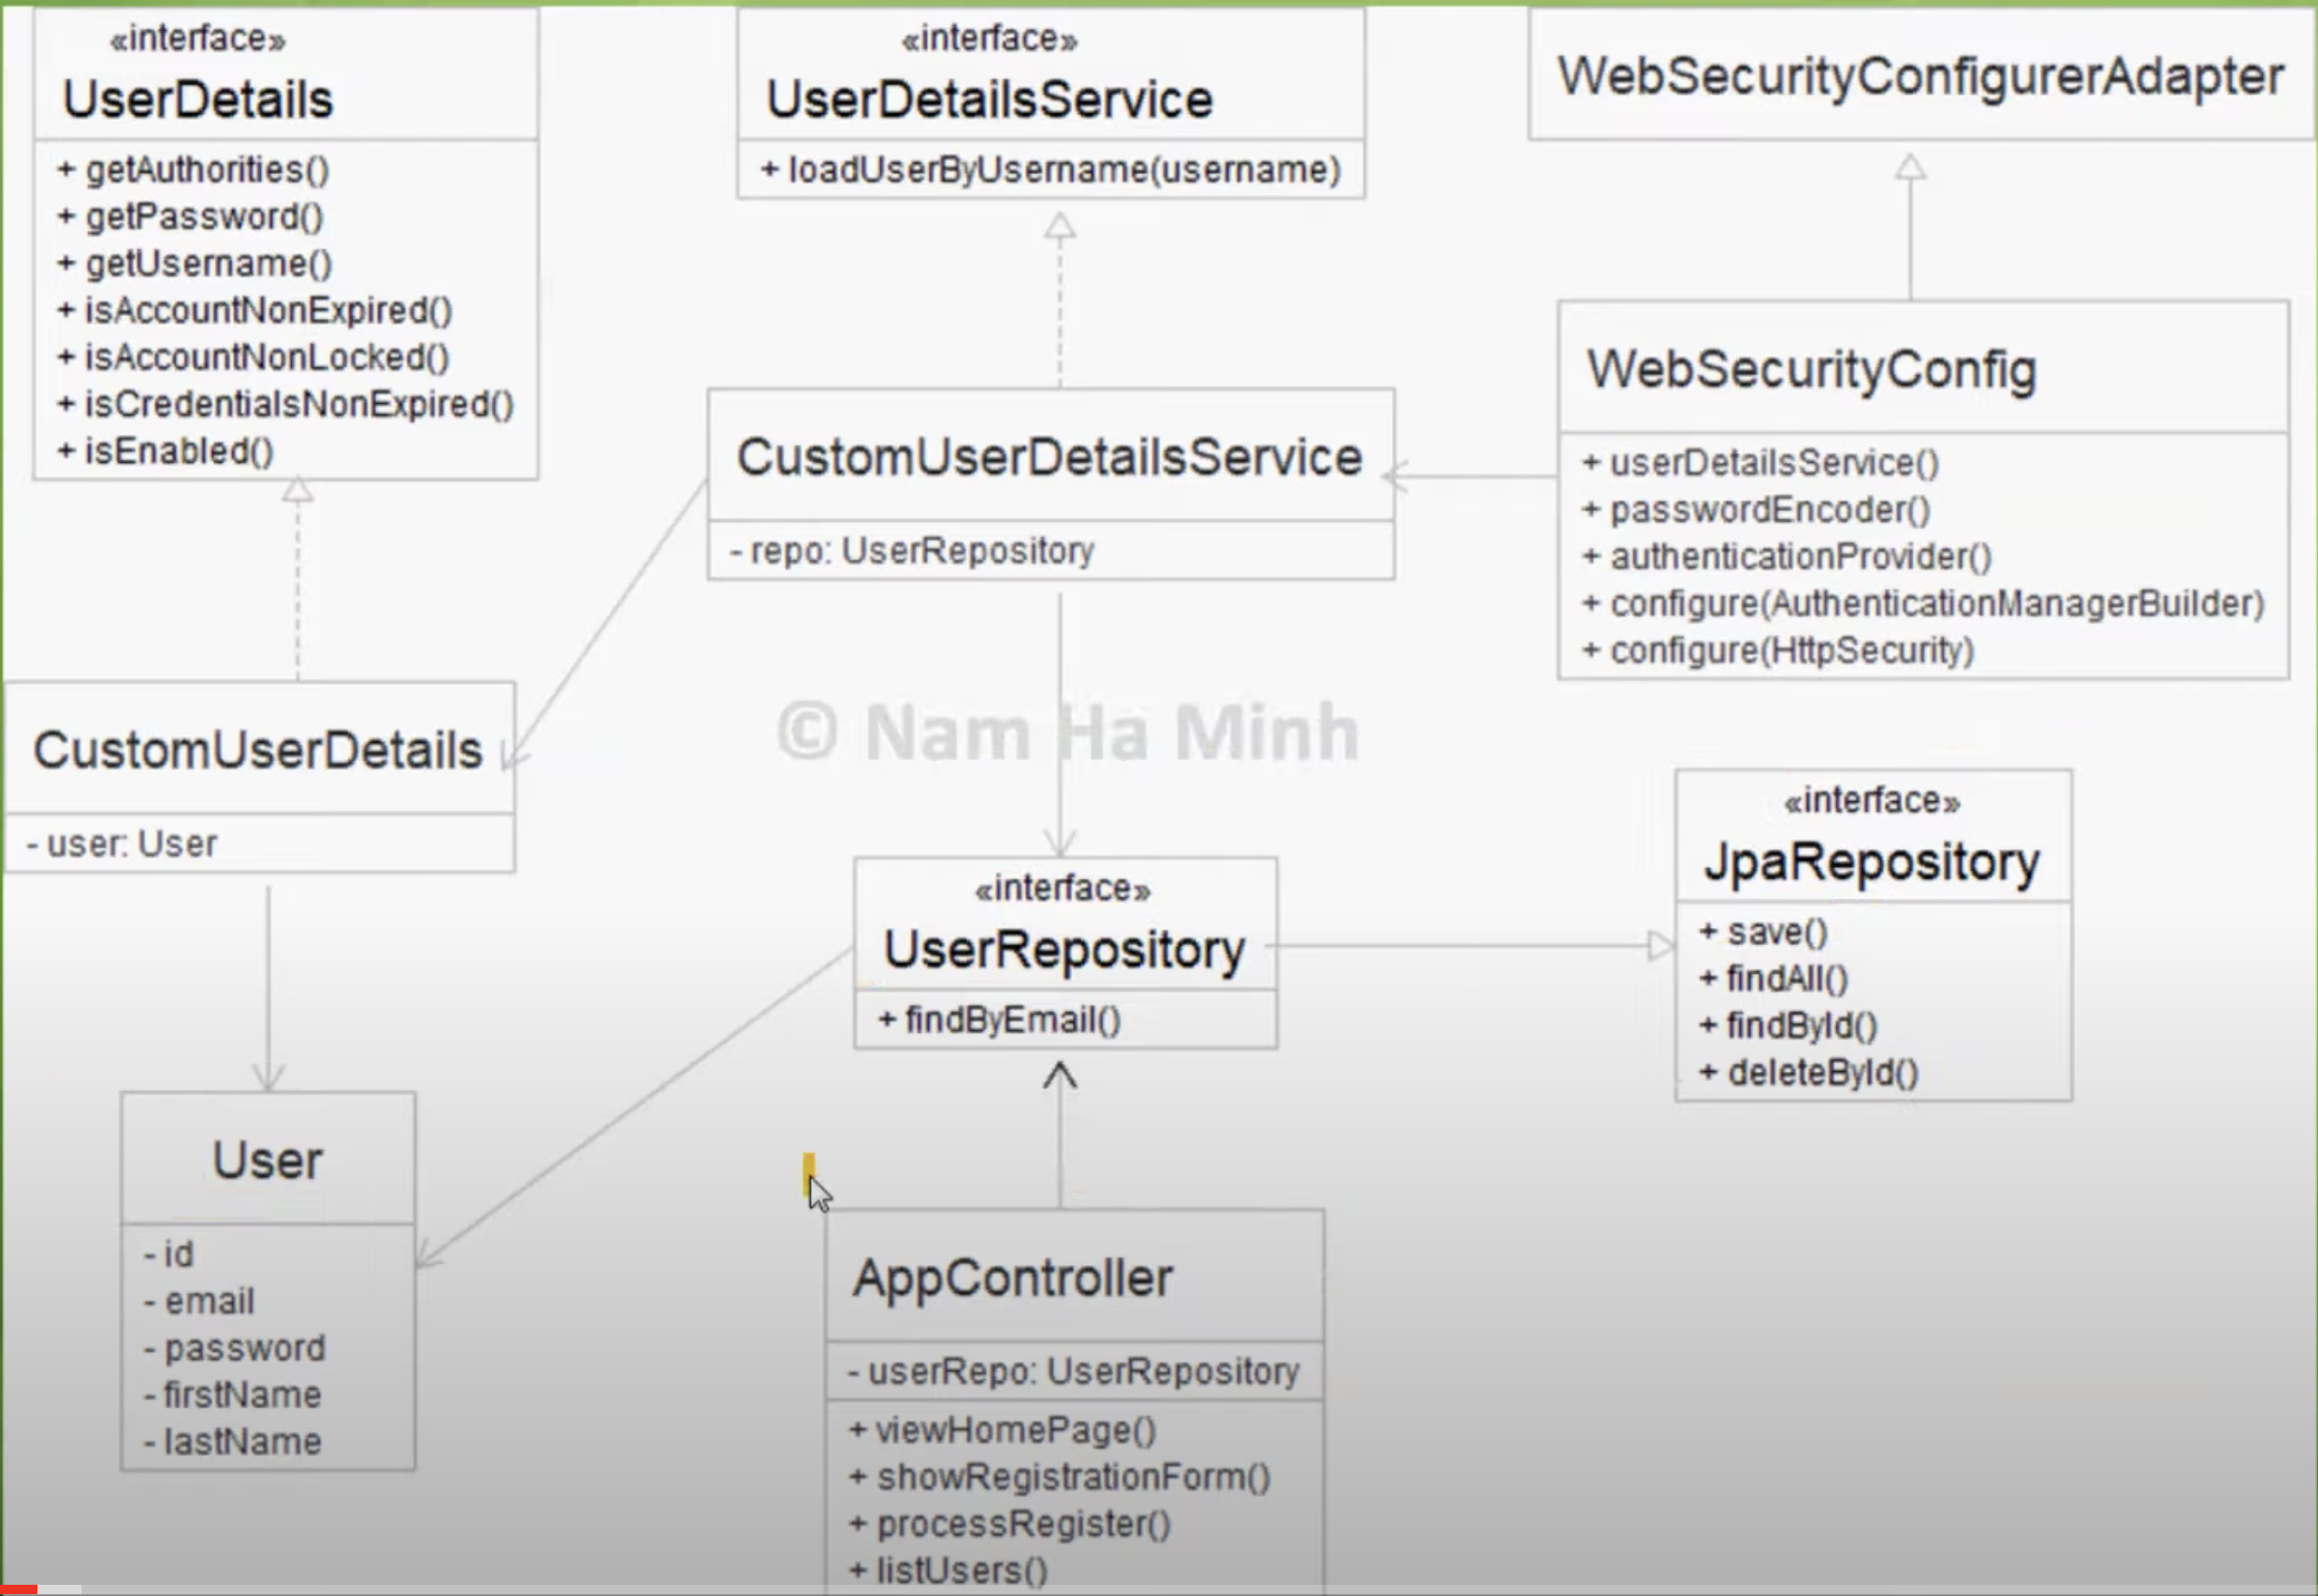 «interface»
UserDetails
+ getAuthorities()
+ getPassword()
+ getUsername()
+ isAccountNonExpired()
+ isAccountNonLocked()
+ isCredentialsNonExpired()
+ isEnabled()
«interface»
UserDetailsService
+ loadUserByUsername(username)
WebSecurityConfigurerAdapter
CustomUserDetailsService
- repo: UserRepository
WebSecurityConfig
+ userDetailsService()
+ passwordEncoder()
+ authenticationProvider()
+ configure(AuthenticationManagerBuilder)
+ configure(HttpSecurity)
© Nam Ha Minh
CustomUserDetails
- user: User
«interface»
UserRepository
+ findByEmail()
«interface»
JpaRepository
+ save()
+ findAll()
+ findById()
+ deleteById()
User
- id
- email
- password
- firstName
- lastName
AppController
- userRepo: UserRepository
+ viewHomePage()
+ showRegistrationForm()
+ processRegister()
+ listUsers()